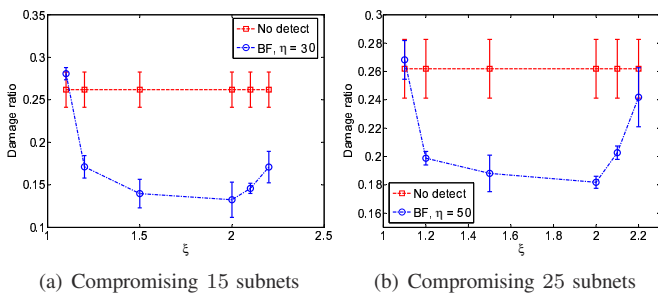 0.35
0.3
0.25
0.2
0.15
0.1
1
1.5
2
2.5
Damage ratio
ξ
No detect
BF, η = 30
(a) Compromising 15 subnets
0.3
0.28
0.26
0.24
0.22
0.2
0.18
0.16
1
1.2
1.4
1.6
1.8
2
2.2
Damage ratio
ξ
No detect
BF, η = 50
(b) Compromising 25 subnets